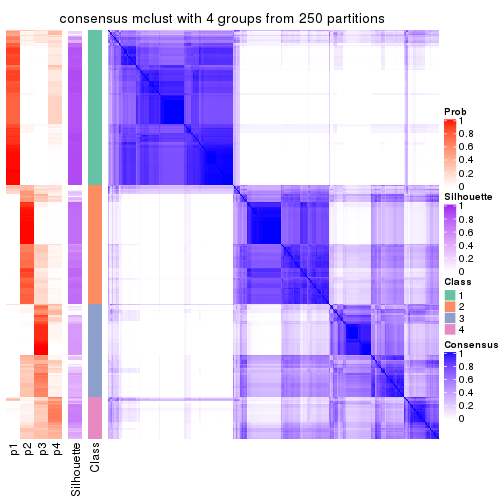 consensus mclust with 4 groups from 250 partitions
Prob
1
0.8
0.6
0.4
0.2
0
Silhouette
1
0.8
0.6
0.4
0.2
0
Class
1
2
3
4
Consensus
1
0.8
0.6
0.4
0.2
0
p1
p2
p3
p4
Silhouette
Class